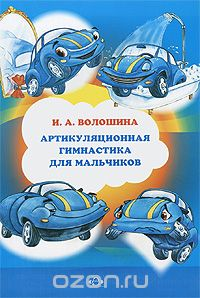 И. А. ВОЛОШИНА
АРТИКУЛЯЦИОННАЯ
ГИМНАСТИКА
ДЛЯ МАЛЬЧИКОВ
OZON.ru